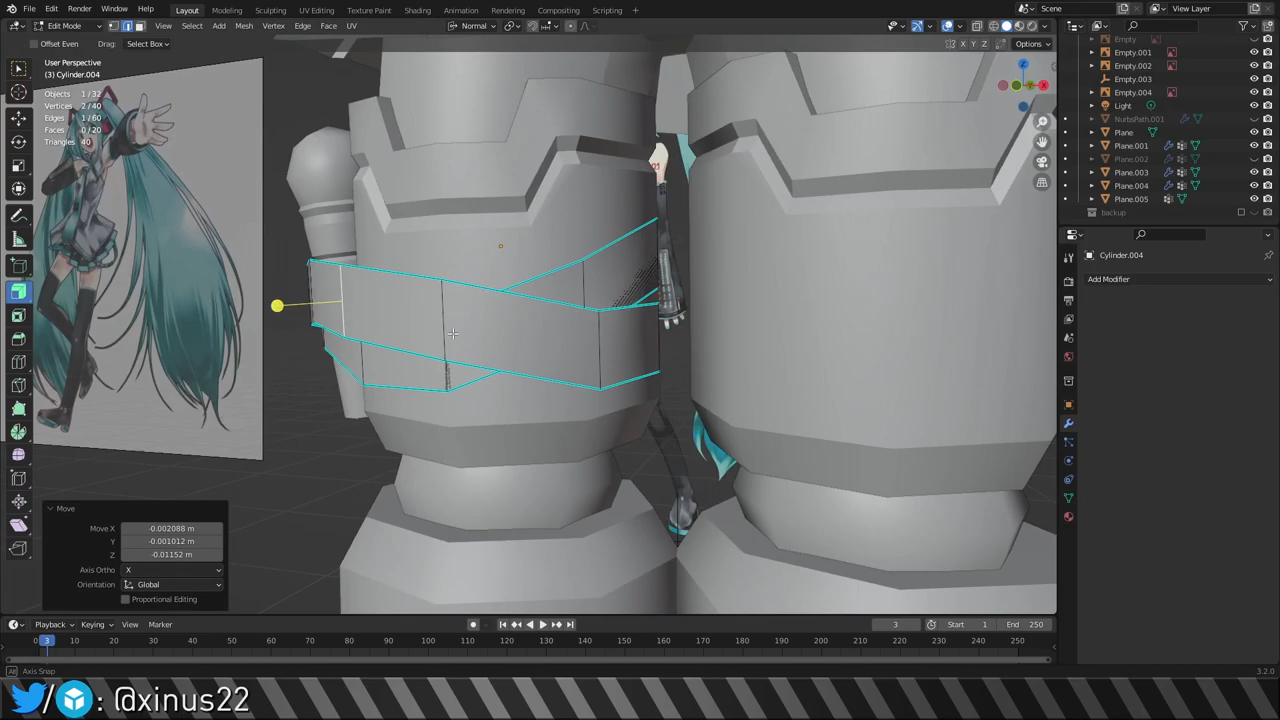 File Edit Render Window Help
Layout Modeling Sculpting UV Editing Texture Paint Shading Animation Rendering Compositing Scripting +
Scene
View Layer
Edit Mode
View Select Add Mesh Vertex Edge Face UV
Normal
Offset Even
Drag: Select Box
X Y Z
Options
User Perspective
(3) Cylinder.004
Objects 1/32
Vertices 2/40
Edges 1/60
Faces 0/20
Triangles 40
01
Z
X
Y
Empty
Empty.001
Empty.002
Empty.003
Empty.004
Light
NurbsPath.001
Plane
Plane.001
Plane.002
Plane.003
Plane.004
Plane.005
backup
Cylinder.004
Add Modifier
Move
Move X -0.002088 m
Y -0.001012 m
Z -0.01152 m
Axis Ortho X
Orientation Global
Proportional Editing
Playback Keying View Marker
3
Start 1
End 250
0 3 10 20 30 40 50 60 70 80 90 100 110 120 130 140 150 160 170 180 190 200 210 220 230 240 250
Axis Snap
3.2.0
/ : @xinus22